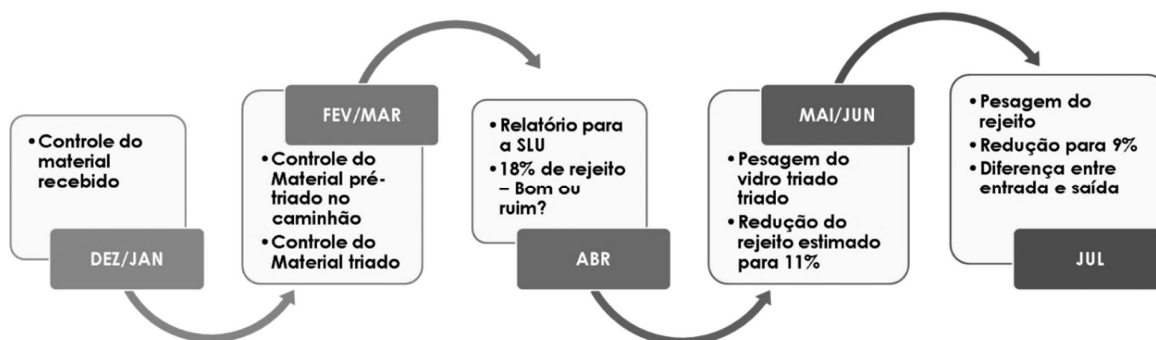 • Controle do
material
recebido
DEZ/JAN
FEV/MAR
• Controle do
Material pré-
triado no
caminhão
• Controle do
Material triado
• Relatório para
a SLU
• 18% de rejeito
– Bom ou
ruim?
ABR
MAI/JUN
• Pesagem do
vidro triado
triado
• Redução do
rejeito estimado
para 11%
• Pesagem do
rejeito
• Redução para 9%
• Diferença entre
entrada e saída
JUL